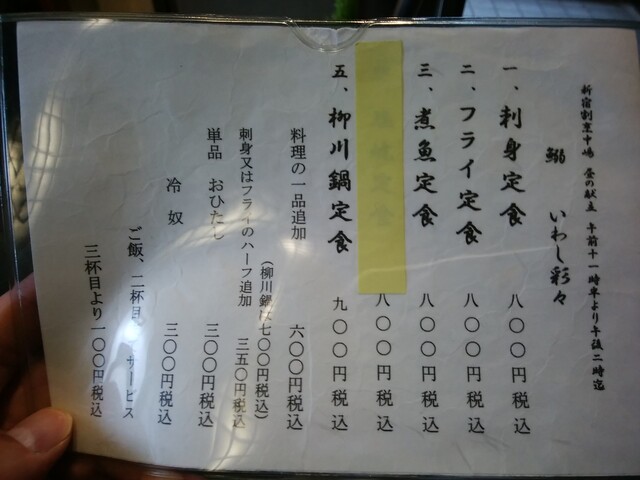 新宿割烹中嶋　昼の献立　午前十一時半より午後二時迄
鰯　いわし彩々
一、刺身定食　八〇〇円税込
二、フライ定食　八〇〇円税込
三、煮魚定食　八〇〇円税込
八〇〇円税込
五、柳川鍋定食　九〇〇円税込
料理の一品追加　六〇〇円税込
（柳川鍋は七〇〇円税込）
刺身又はフライのハーフ追加　三五〇円税込
単品　おひたし　三〇〇円税込
冷奴　三〇〇円税込
ご飯、二杯目　サービス
三杯目より一〇〇円税込